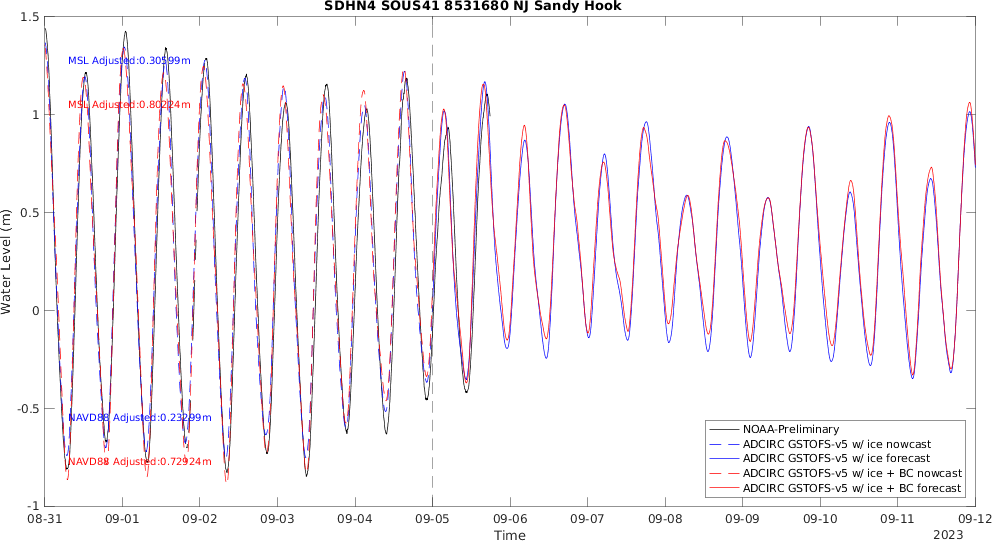 SDHN4 SOUS41 8531680 NJ Sandy Hook
1.5
1
0.5
0
-0.5
-1
Water Level (m)
MSL Adjusted:0.30599m
MSL Adjusted:0.80224m
NAVD88 Adjusted:0.23299m
NAVD88 Adjusted:0.72924m
NOAA-Preliminary
ADCIRC GSTOFS-v5 w/ ice nowcast
ADCIRC GSTOFS-v5 w/ ice forecast
ADCIRC GSTOFS-v5 w/ ice + BC nowcast
ADCIRC GSTOFS-v5 w/ ice + BC forecast
08-31 09-01 09-02 09-03 09-04 09-05 09-06 09-07 09-08 09-09 09-10 09-11 09-12
Time
2023